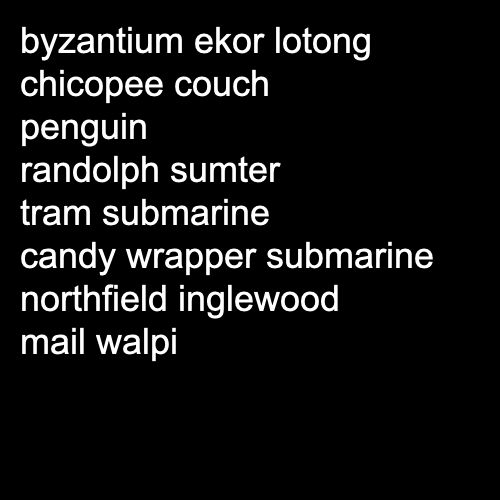 byzantium ekor lotong
chicopee couch
penguin
randolph sumter
tram submarine
candy wrapper submarine
northfield inglewood
mail walpi